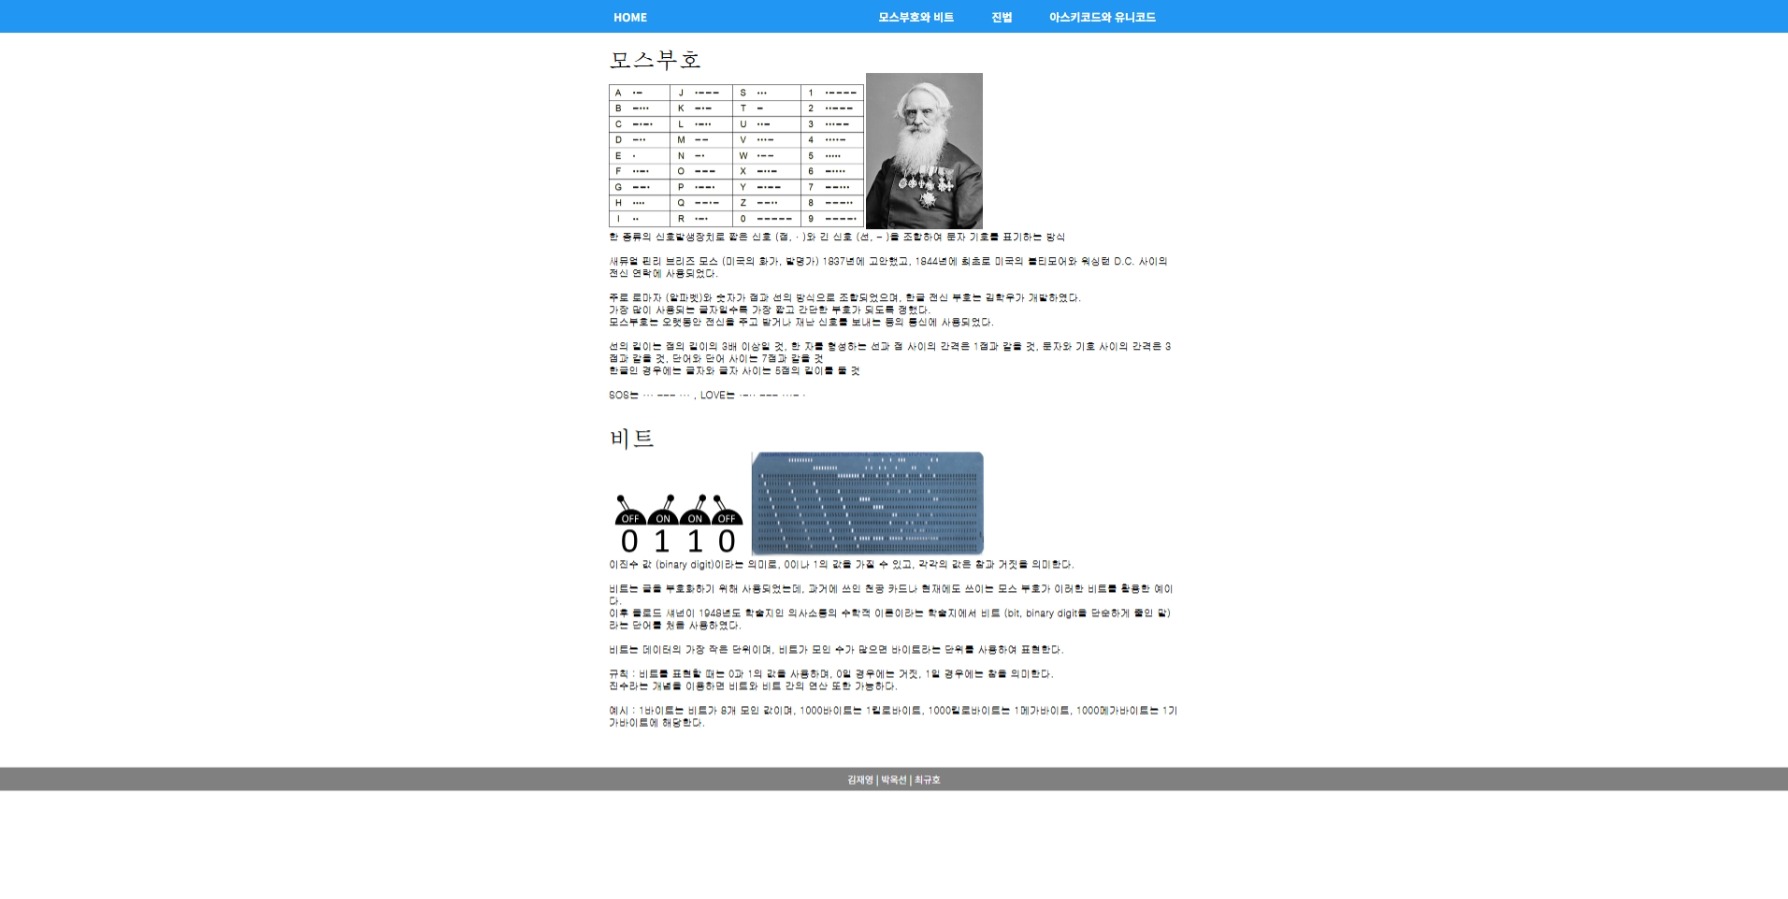 HOME 모스부호와 비트 진법 아스키코드와 유니코드
모스부호
A ·– J ·––– S ··· 1 ·––––
B –··· K –·– T – 2 ··–––
C –·–· L ·–·· U ··– 3 ···––
D –·· M –– V ···– 4 ····–
E · N –· W ·–– 5 ·····
F ··–· O ––– X –··– 6 –····
G ––· P ·––· Y –·–– 7 ––···
H ···· Q ––·– Z ––·· 8 –––··
I ·· R ·–· 0 ––––– 9 ––––·
한 종류의 신호발생장치로 짧은 신호 (점, · )와 긴 신호 (선, – )을 조합하여 문자 기호를 표기하는 방식
새뮤얼 핀리 브리즈 모스 (미국의 화가, 발명가) 1837년에 고안했고, 1844년에 최초로 미국의 볼티모어와 워싱턴 D.C. 사이의
전신 연락에 사용되었다.
주로 로마자 (알파벳)와 숫자가 점과 선의 방식으로 조합되었으며, 한글 전신 부호는 김학우가 개발하였다.
가장 많이 사용되는 글자일수록 가장 짧고 간단한 부호가 되도록 정했다.
모스부호는 오랫동안 전신을 주고 받거나 재난 신호를 보내는 등의 통신에 사용되었다.
선의 길이는 점의 길이의 3배 이상일 것, 한 자를 형성하는 선과 점 사이의 간격은 1점과 같을 것, 문자와 기호 사이의 간격은 3
점과 같을 것, 단어와 단어 사이는 7점과 같을 것
한글인 경우에는 글자와 글자 사이는 5점의 길이를 둘 것
SOS는 ··· ––– ··· , LOVE는 ·–·· ––– ···– ·
비트
OFF ON ON OFF
0 1 1 0
이진수 값 (binary digit)이라는 의미로, 0이나 1의 값을 가질 수 있고, 각각의 값은 참과 거짓을 의미한다.
비트는 글을 부호화하기 위해 사용되었는데, 과거에 쓰인 천공 카드나 현재에도 쓰이는 모스 부호가 이러한 비트를 활용한 예이
다.
이후 클로드 섀넌이 1948년도 학술지인 의사소통의 수학적 이론이라는 학술지에서 비트 (bit, binary digit을 단순하게 줄인 말)
라는 단어를 처음 사용하였다.
비트는 데이터의 가장 작은 단위이며, 비트가 모인 수가 많으면 바이트라는 단위를 사용하여 표현한다.
규칙 : 비트를 표현할 때는 0과 1의 값을 사용하며, 0일 경우에는 거짓, 1일 경우에는 참을 의미한다.
진수라는 개념을 이용하면 비트와 비트 간의 연산 또한 가능하다.
예시 : 1바이트는 비트가 8개 모인 값이며, 1000바이트는 1킬로바이트, 1000킬로바이트는 1메가바이트, 1000메가바이트는 1기
가바이트에 해당한다.
김재영 | 박옥선 | 최규호